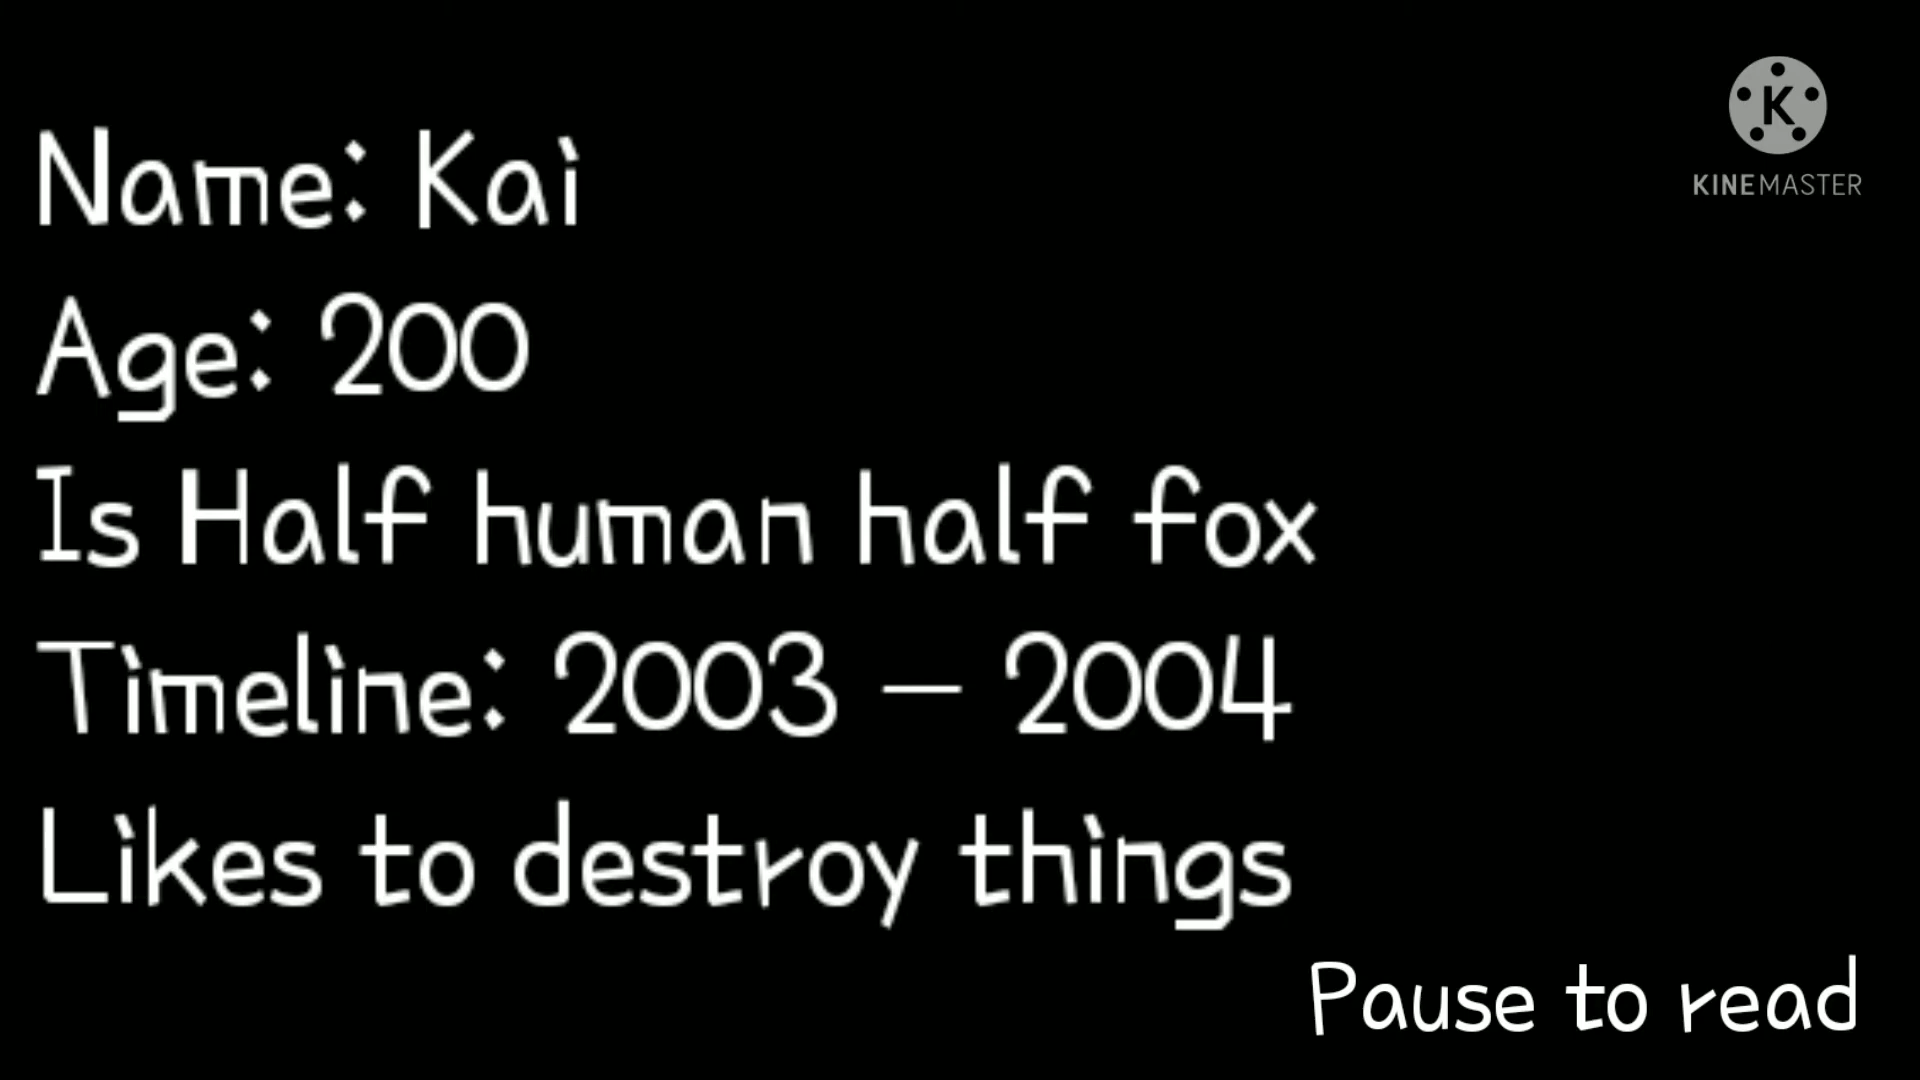 Name: Kai
K
KINEMASTER
Age: 200
Is Half human half fox
Timeline: 2003 – 2004
Likes to destroy things
Pause to read